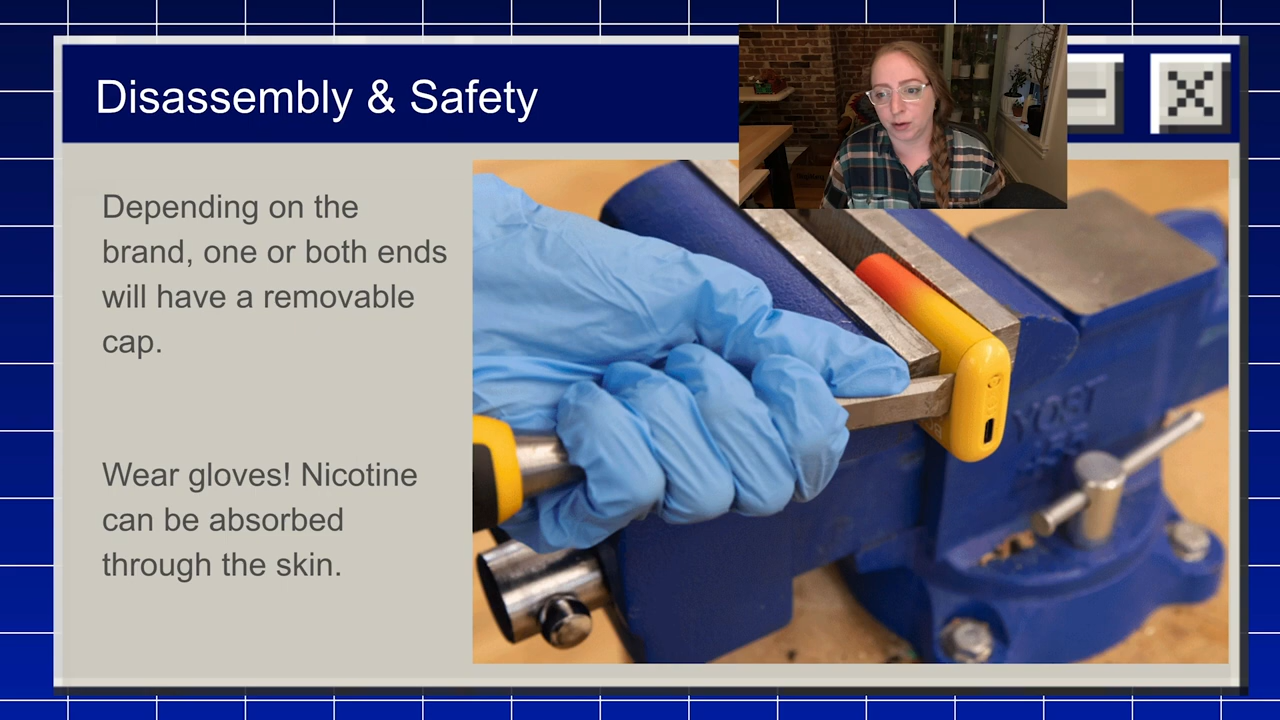 Disassembly & Safety
Depending on the
brand, one or both ends
will have a removable
cap.
Wear gloves! Nicotine
can be absorbed
through the skin.
YOST